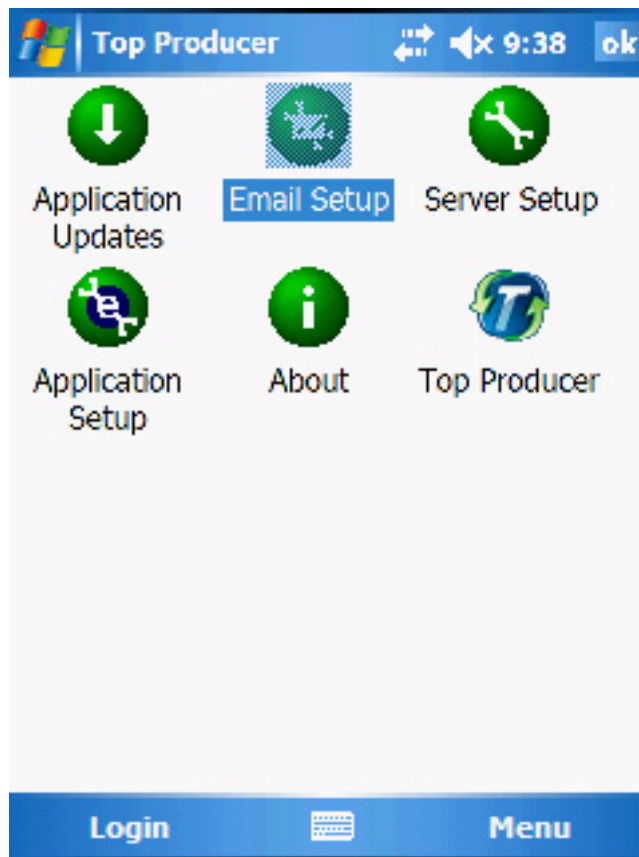 Top Producer 9:38 ok
Application Updates
Email Setup
Server Setup
e
Application Setup
i
About
T
Top Producer
Login Menu